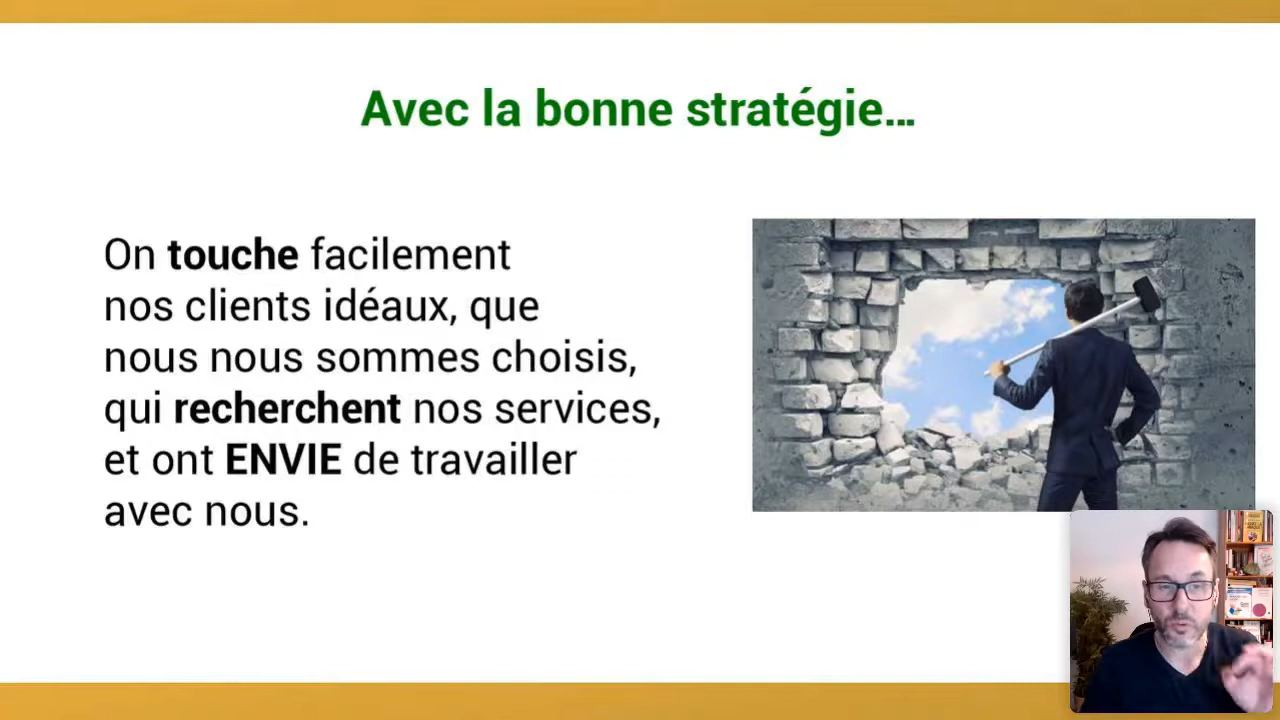 Avec la bonne stratégie...
On touche facilement
nos clients idéaux, que
nous nous sommes choisis,
qui recherchent nos services,
et ont ENVIE de travailler
avec nous.